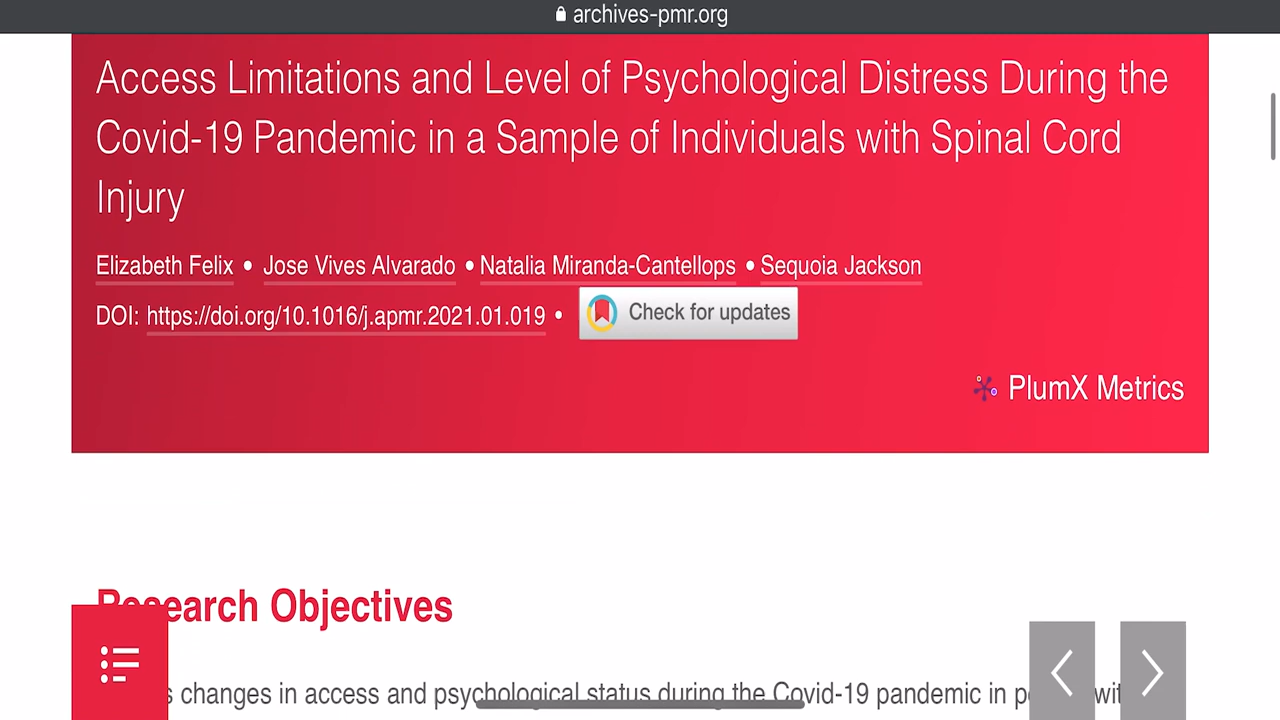 archives-pmr.org
Access Limitations and Level of Psychological Distress During the
Covid-19 Pandemic in a Sample of Individuals with Spinal Cord
Injury
Elizabeth Felix • Jose Vives Alvarado • Natalia Miranda-Cantellops • Sequoia Jackson
DOI: https://doi.org/10.1016/j.apmr.2021.01.019 • Check for updates
PlumX Metrics
Research Objectives
changes in access and psychological status during the Covid-19 pandemic in